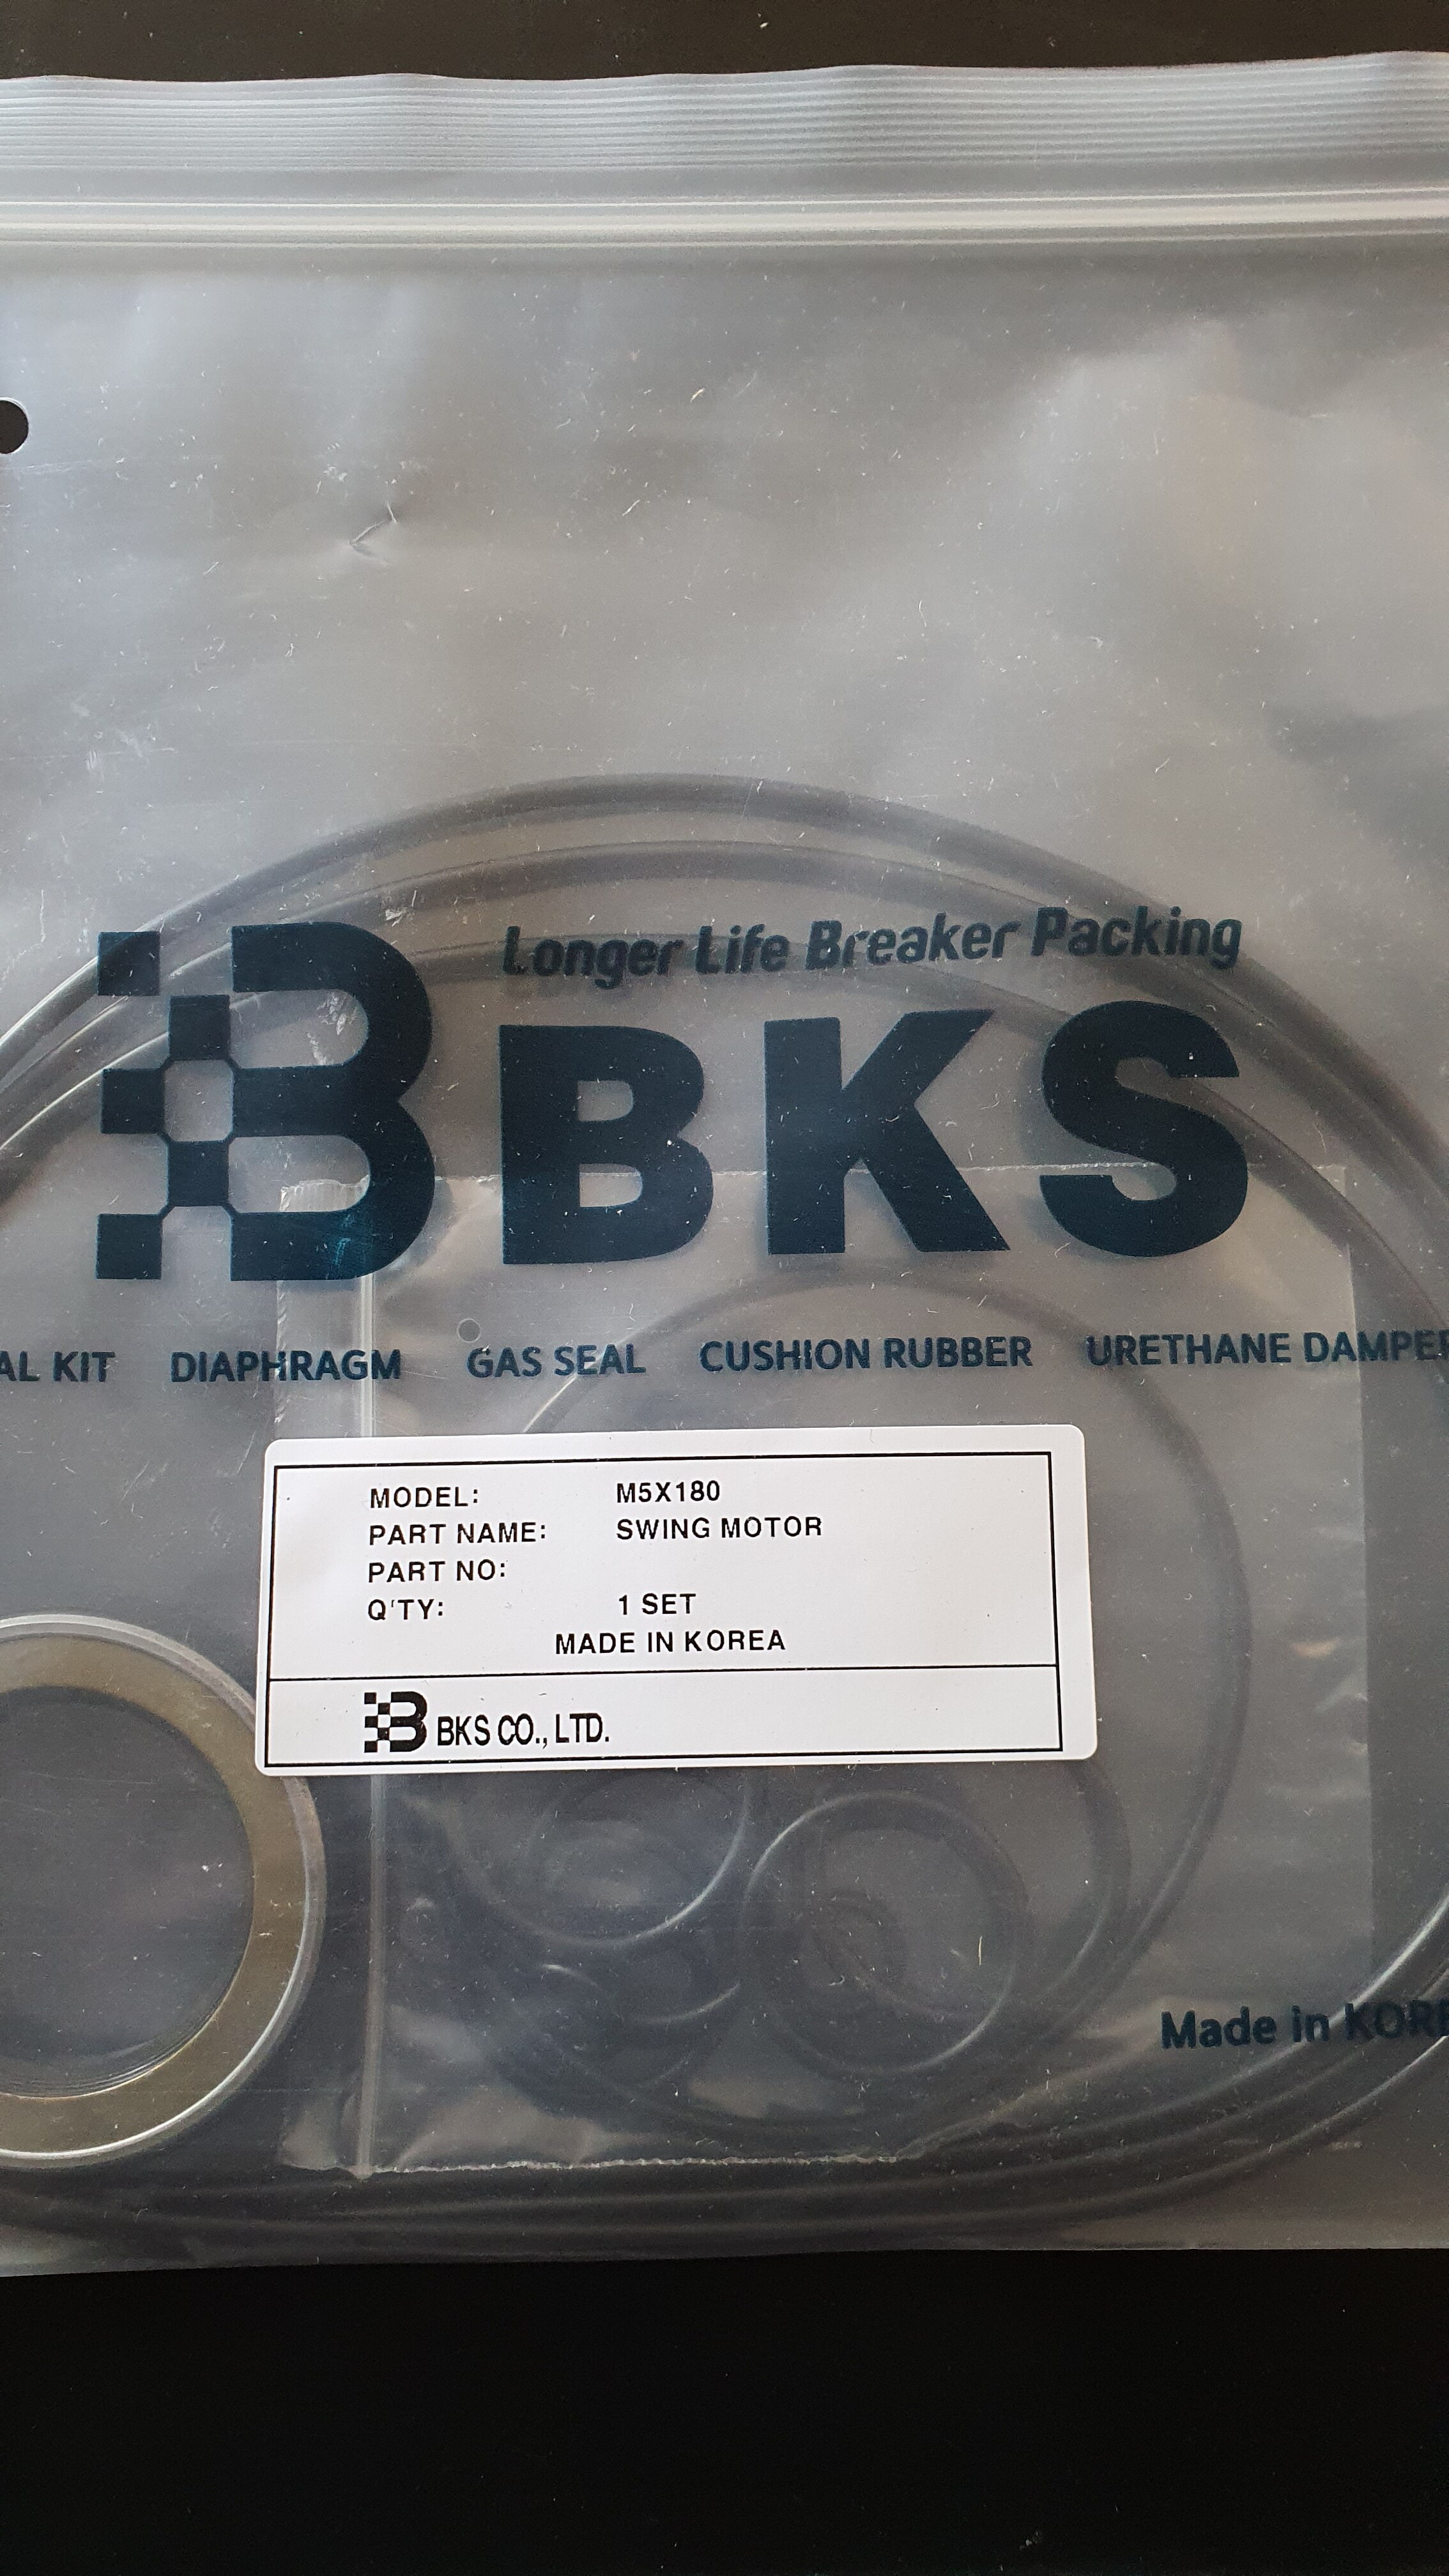 Longer Life Breaker Packing
BKS
AL KIT DIAPHRAGM GAS SEAL CUSHION RUBBER URETHANE DAMPE
MODEL: M5X180
PART NAME: SWING MOTOR
PART NO:
Q'TY: 1 SET
MADE IN KOREA
BKS CO., LTD.
Made in KOR